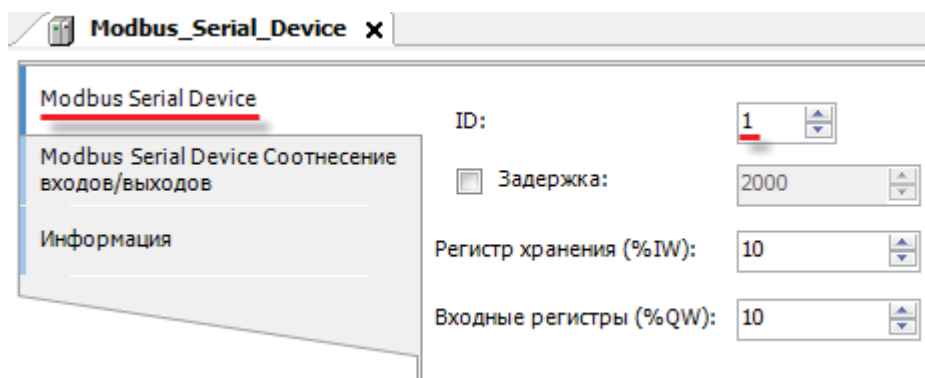 Modbus_Serial_Device x
Modbus Serial Device
ID:
1
Modbus Serial Device Соотнесение
входов/выходов
Задержка:
2000
Информация
Регистр хранения (%IW):
10
Входные регистры (%QW):
10